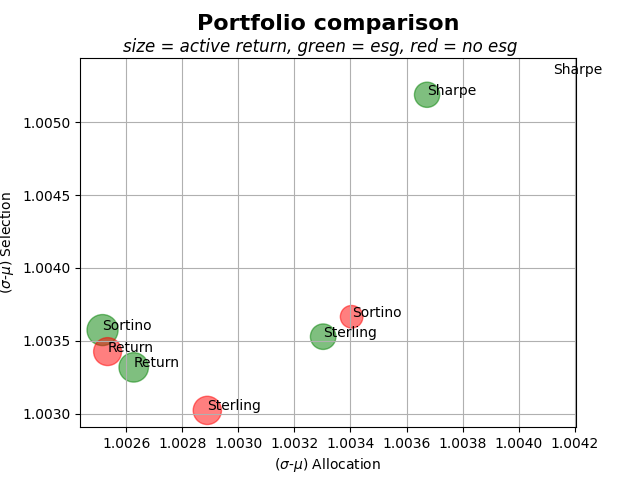 Portfolio comparison
size = active return, green = esg, red = no esg
Sharpe
Sharpe
1.0050
1.0045
1.0040
(σ-μ) Selection
Sortino
Sterling
Sortino
Return
Return
1.0035
Sterling
1.0030
1.0026 1.0028 1.0030 1.0032 1.0034 1.0036 1.0038 1.0040 1.0042
(σ-μ) Allocation